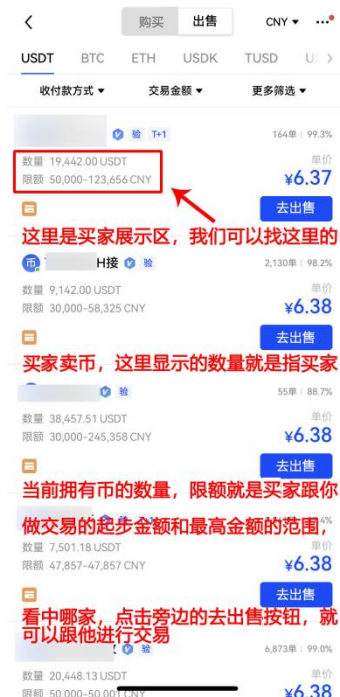 购买 出售 CNY
USDT BTC ETH USDK TUSD
收付款方式 交易金额 更多筛选
验 T+1 164单 99.3%
数量 19,442.00 USDT 单价
限额 50,000-123,656 CNY ¥6.37
去出售
这里是买家展示区，我们可以找这里的
币 H接 验 2,130单 98.2%
数量 9,142.00 USDT 单价
限额 30,000-58,325 CNY ¥6.38
去出售
买家卖币，这里显示的数量就是指买家
验 55单 88.7%
数量 38,457.51 USDT 单价
限额 30,000-245,358 CNY ¥6.38
去出售
当前拥有币的数量，限额就是买家跟你
做交易的起步金额和最高金额的范围，
数量 7,501.18 USDT 单价
限额 47,857-47,857 CNY ¥6.38
去出售
看中哪家，点击旁边的去出售按钮，就
可以跟他进行交易
验 6,873单 99.0%
数量 20,448.13 USDT 单价
限额 50,000-50,001 CNY ¥6.38